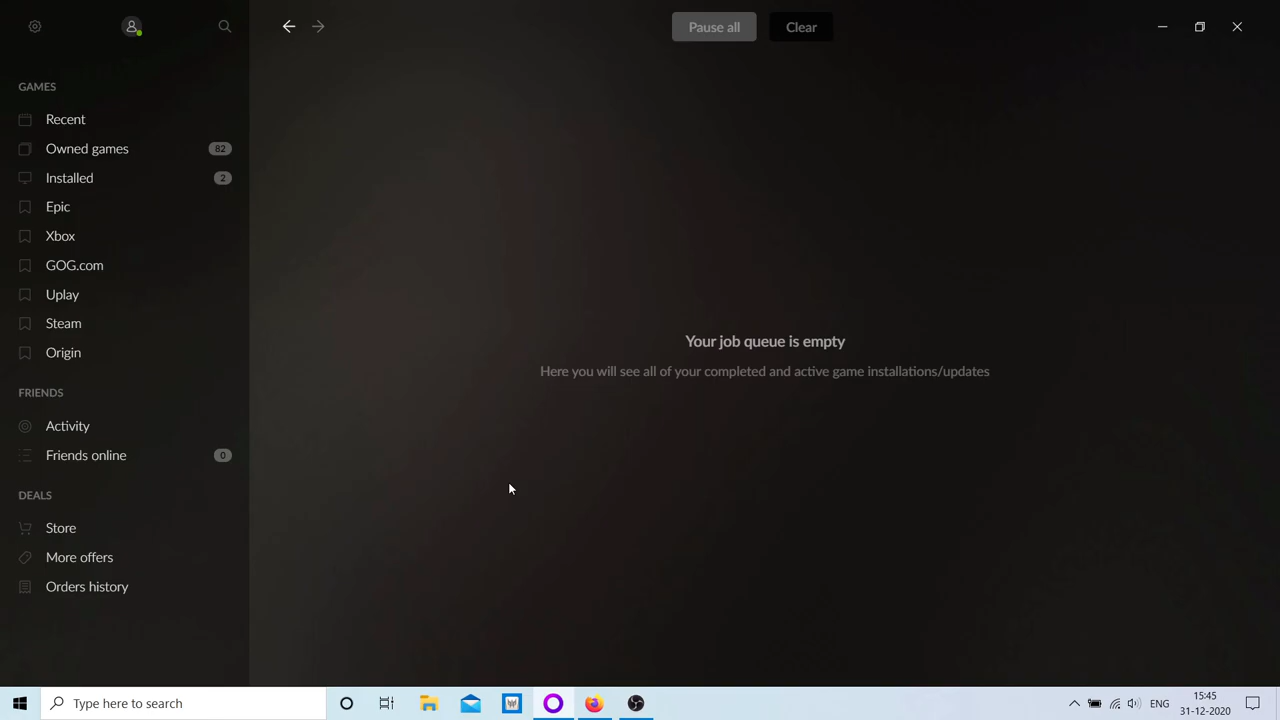 Pause all
Clear
GAMES
Recent
Owned games 82
Installed 2
Epic
Xbox
GOG.com
Uplay
Steam
Origin
FRIENDS
Activity
Friends online 0
DEALS
Store
More offers
Orders history
Your job queue is empty
Here you will see all of your completed and active game installations/updates
Type here to search
ENG
15:45
31-12-2020